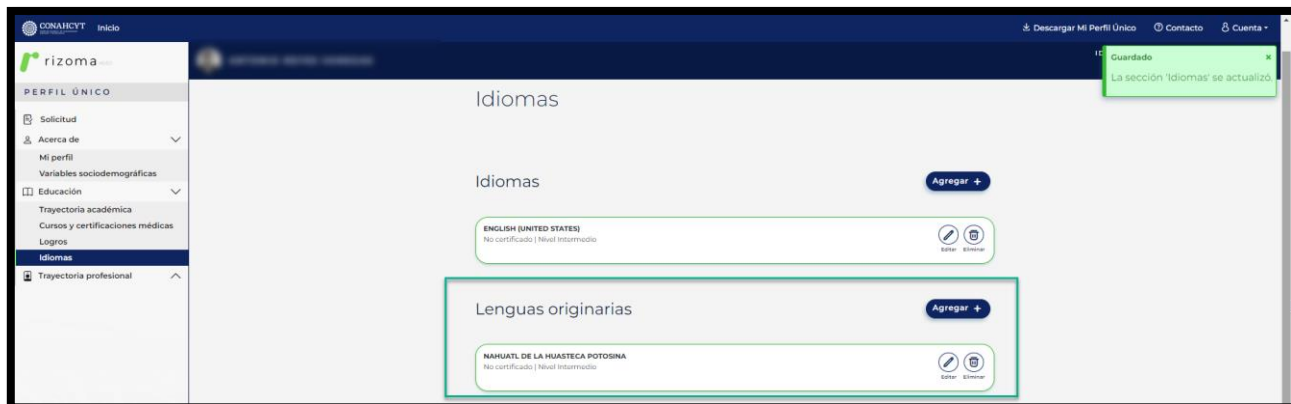 CONAHCYT Inicio
Descargar Mi Perfil Único Contacto Cuenta
rizoma
PERFIL ÚNICO
Solicitud
Acerca de
Mi perfil
Variables sociodemográficas
Educación
Trayectoria académica
Cursos y certificaciones médicas
Logros
Idiomas
Trayectoria profesional
Guardado ×
La sección 'Idiomas' se actualizó.
Idiomas
Idiomas
Agregar +
ENGLISH (UNITED STATES)
No certificado | Nivel Intermedio
Editar Eliminar
Lenguas originarias
Agregar +
NAHUATL DE LA HUASTECA POTOSINA
No certificado | Nivel Intermedio
Editar Eliminar